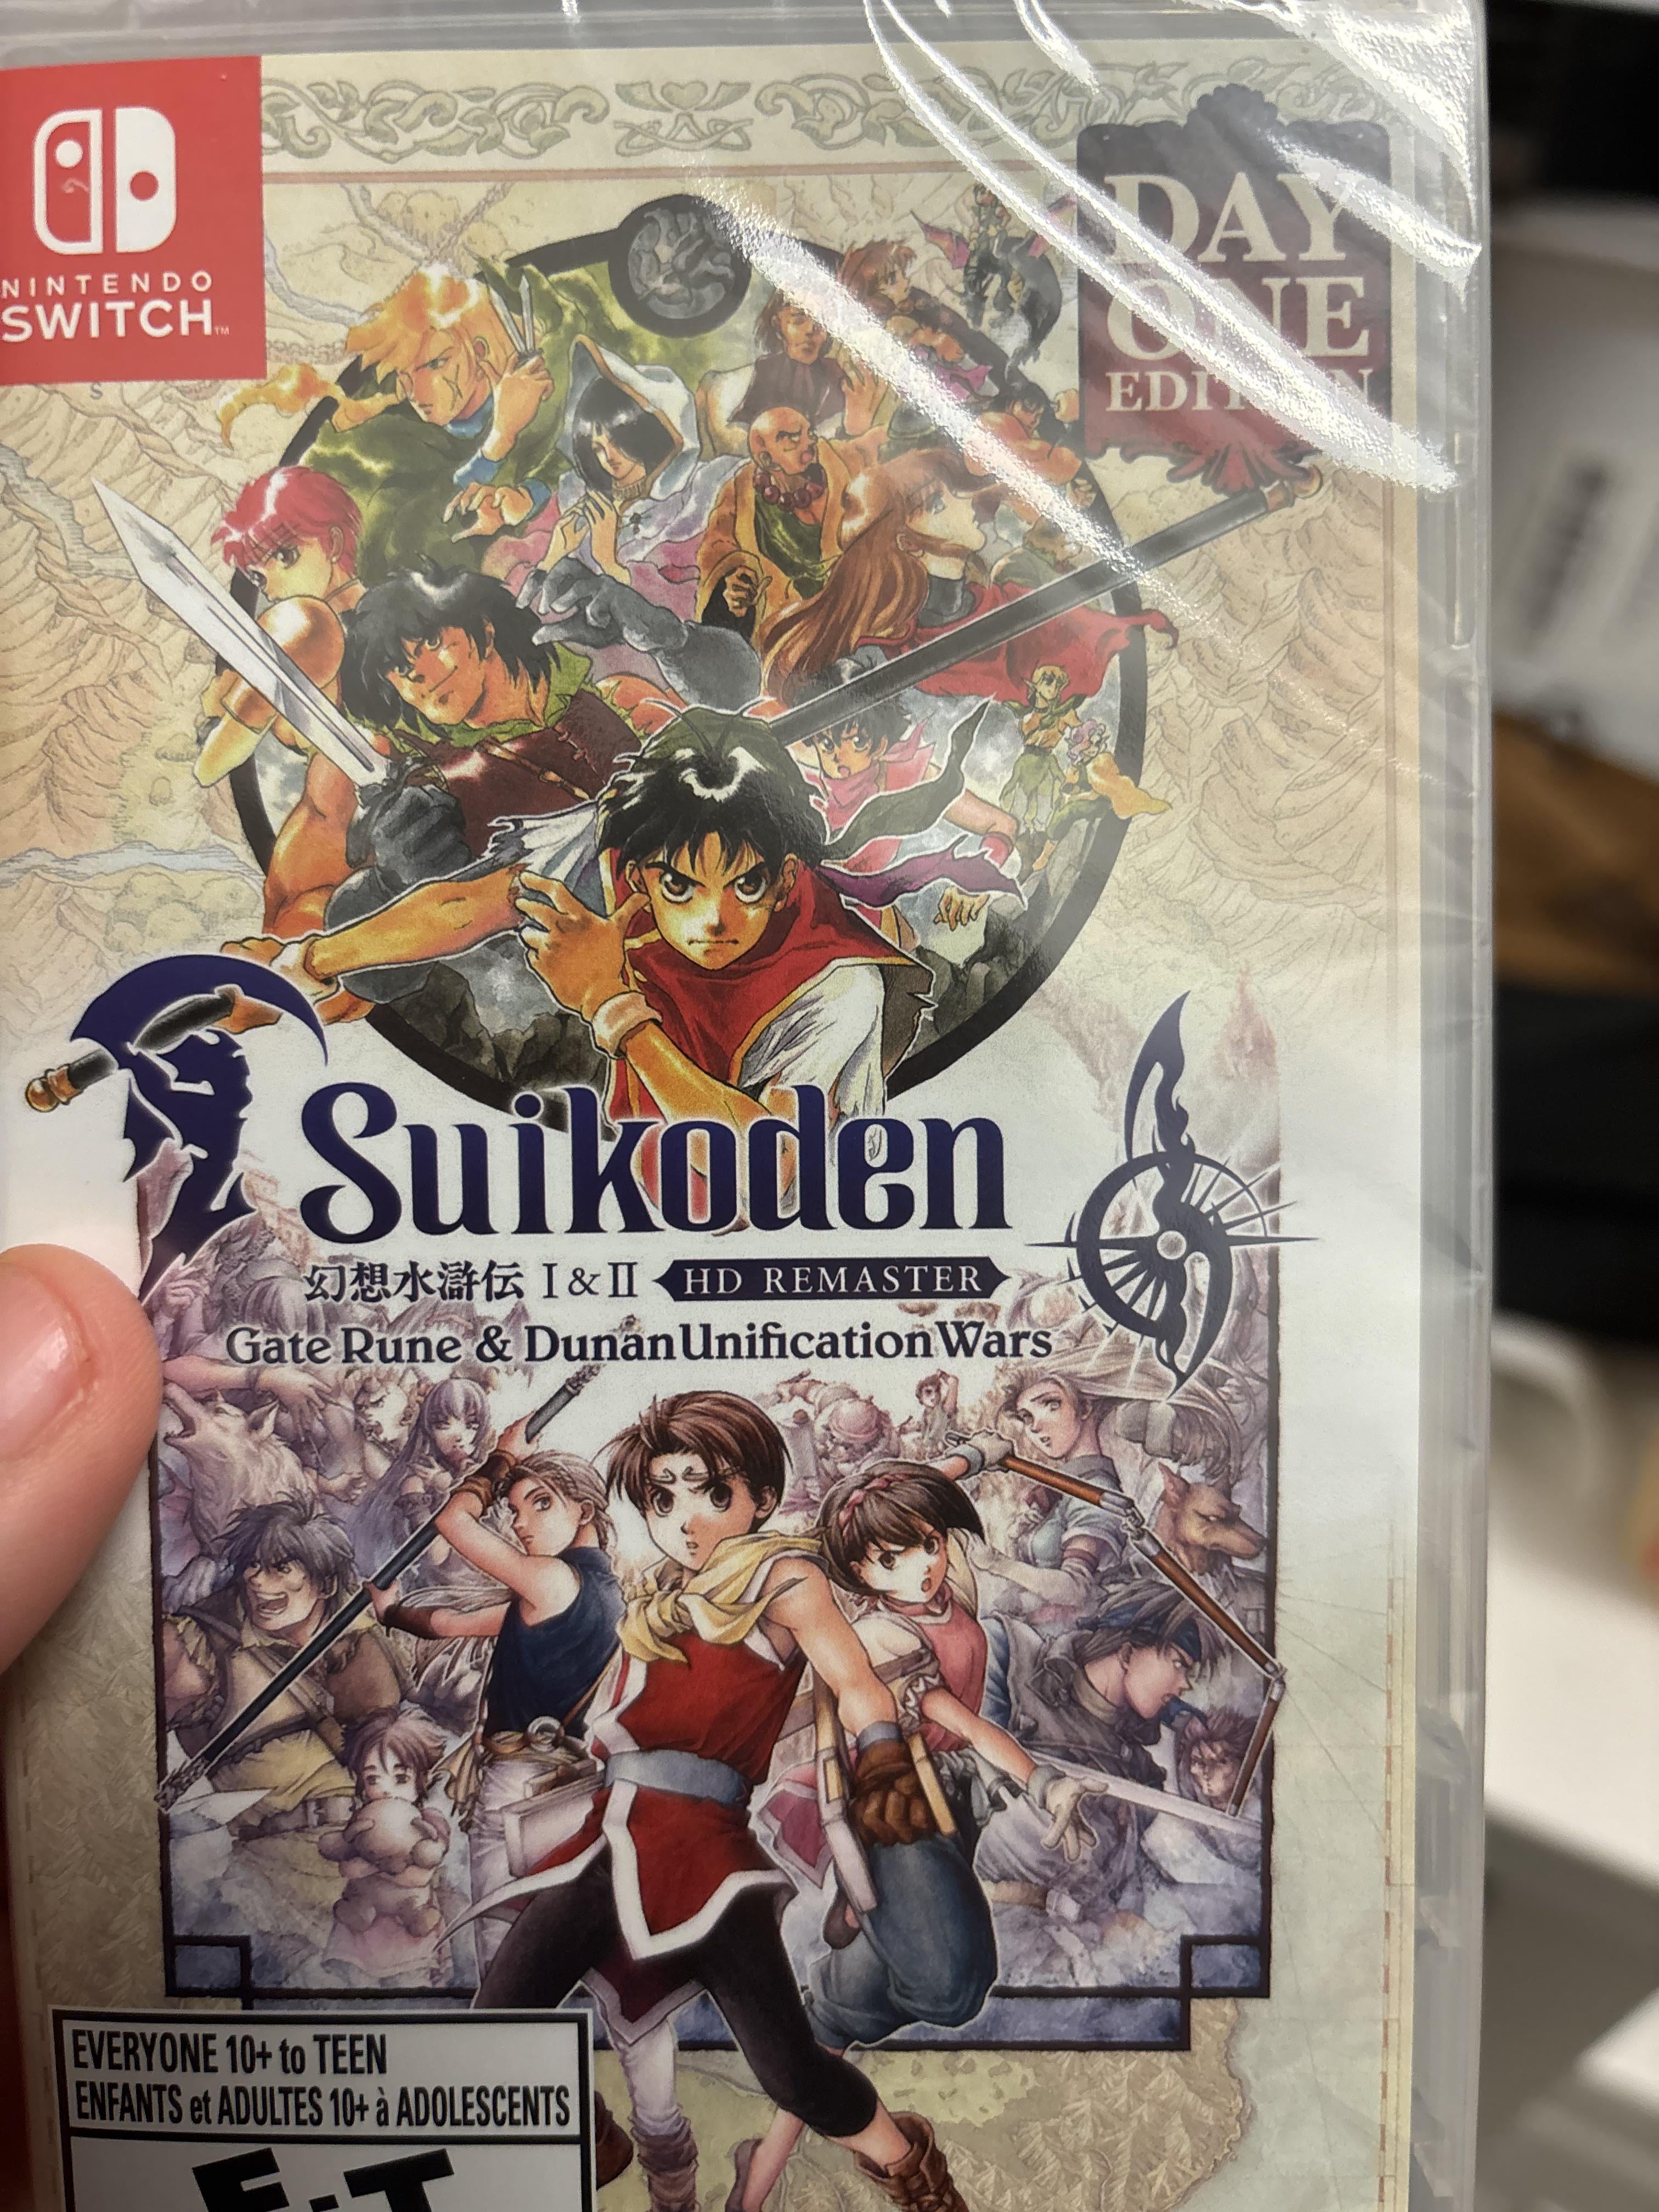 NINTENDO
SWITCH™
DAY
ONE
EDITION
Suikoden
幻想水滸伝 I & II HD REMASTER
Gate Rune & Dunan Unification Wars
EVERYONE 10+ to TEEN
ENFANTS et ADULTES 10+ à ADOLESCENTS